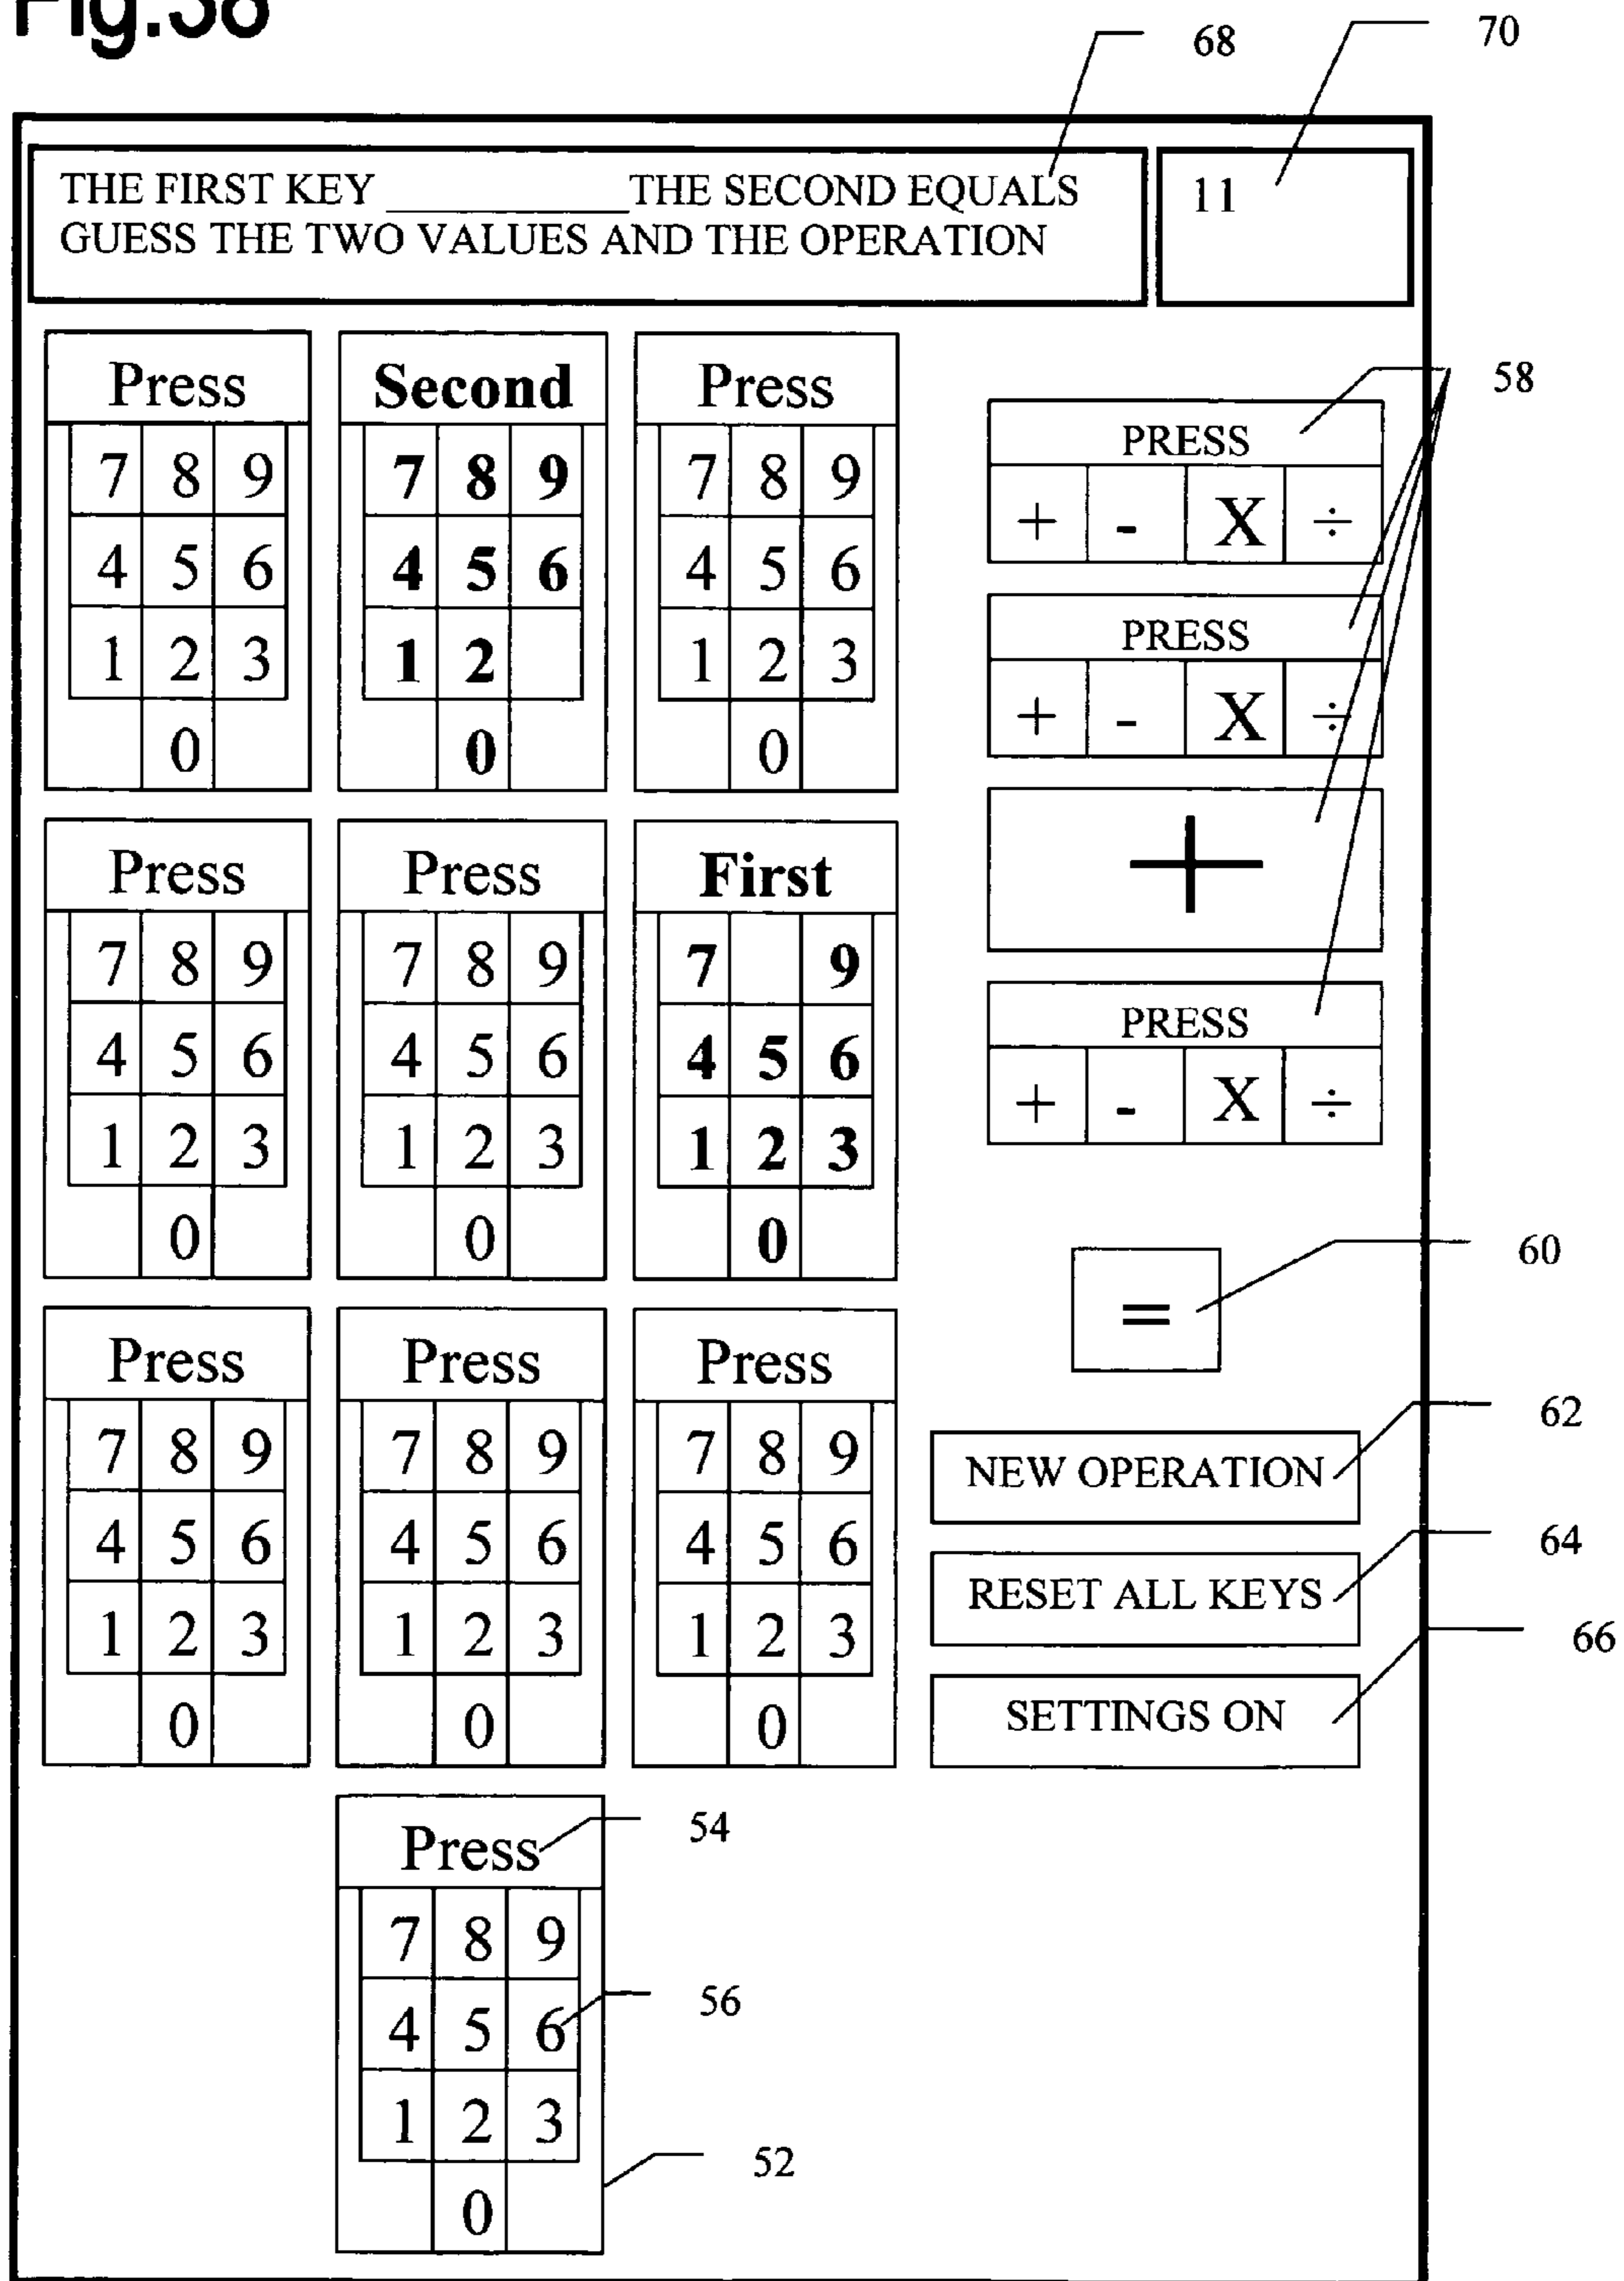 Fig.38
68 70
THE FIRST KEY __________THE SECOND EQUALS
GUESS THE TWO VALUES AND THE OPERATION
11
Press Second Press
7 8 9 7 8 9 7 8 9
4 5 6 4 5 6 4 5 6
1 2 3 1 2 1 2 3
0 0 0
Press Press First
7 8 9 7 8 9 7 9
4 5 6 4 5 6 4 5 6
1 2 3 1 2 3 1 2 3
0 0 0
Press Press Press
7 8 9 7 8 9 7 8 9
4 5 6 4 5 6 4 5 6
1 2 3 1 2 3 1 2 3
0 0 0
Press
7 8 9
4 5 6
1 2 3
0
54
56
52
58
PRESS
+ - X ÷
PRESS
+ - X ÷
+
PRESS
+ - X ÷
=
60
62
NEW OPERATION
64
RESET ALL KEYS
66
SETTINGS ON